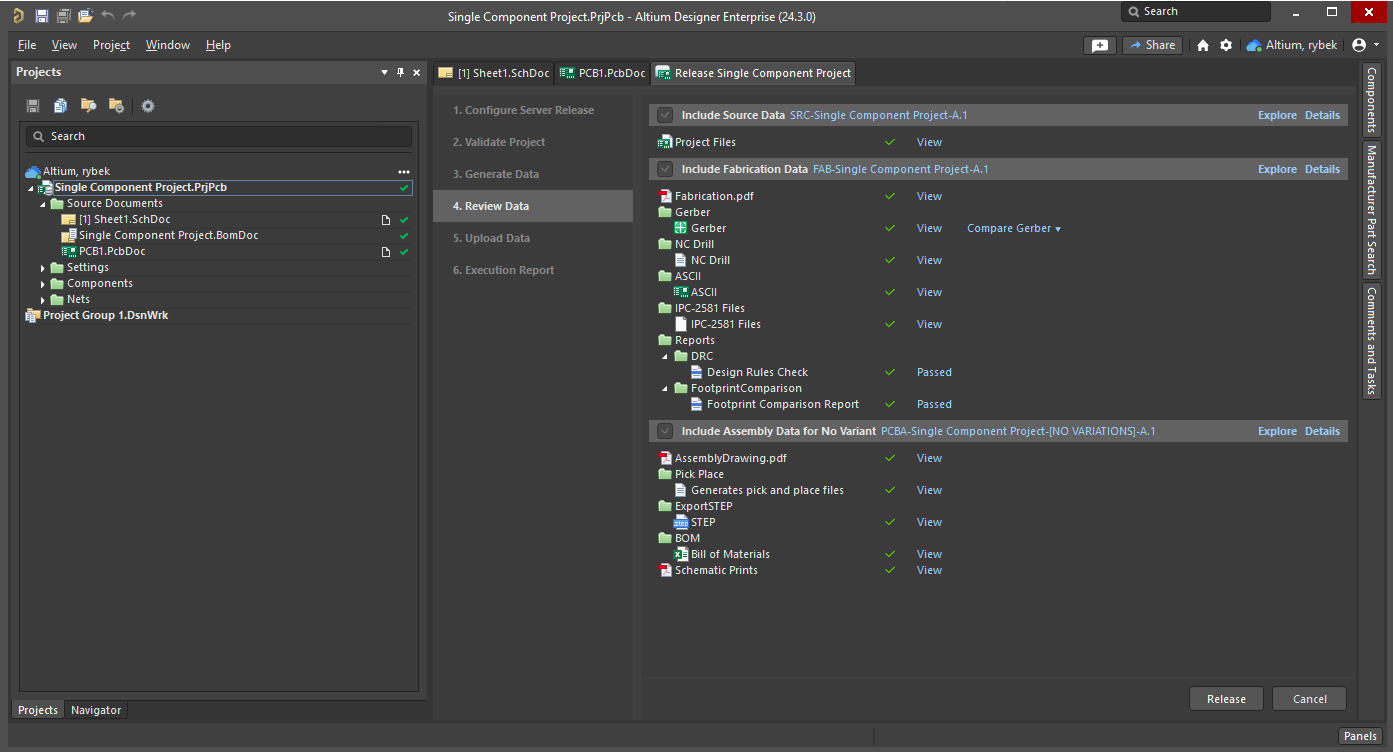 Single Component Project.PrjPcb - Altium Designer Enterprise (24.3.0)
Search
File View Project Window Help
Share
Altium, rybek
Projects
Search
Altium, rybek
Single Component Project.PrjPcb
Source Documents
[1] Sheet1.SchDoc
Single Component Project.BomDoc
PCB1.PcbDoc
Settings
Components
Nets
Project Group 1.DsnWrk
Projects Navigator
[1] Sheet1.SchDoc PCB1.PcbDoc Release Single Component Project
1. Configure Server Release
2. Validate Project
3. Generate Data
4. Review Data
5. Upload Data
6. Execution Report
Include Source Data SRC-Single Component Project-A.1 Explore Details
Project Files View
Include Fabrication Data FAB-Single Component Project-A.1 Explore Details
Fabrication.pdf View
Gerber
Gerber View Compare Gerber
NC Drill
NC Drill View
ASCII
ASCII View
IPC-2581 Files
IPC-2581 Files View
Reports
DRC
Design Rules Check Passed
FootprintComparison
Footprint Comparison Report Passed
Include Assembly Data for No Variant PCBA-Single Component Project-[NO VARIATIONS]-A.1 Explore Details
AssemblyDrawing.pdf View
Pick Place
Generates pick and place files View
ExportSTEP
step
STEP View
BOM
Bill of Materials View
Schematic Prints View
Release Cancel
Components
Manufacturer Part Search
Comments and Tasks
Panels